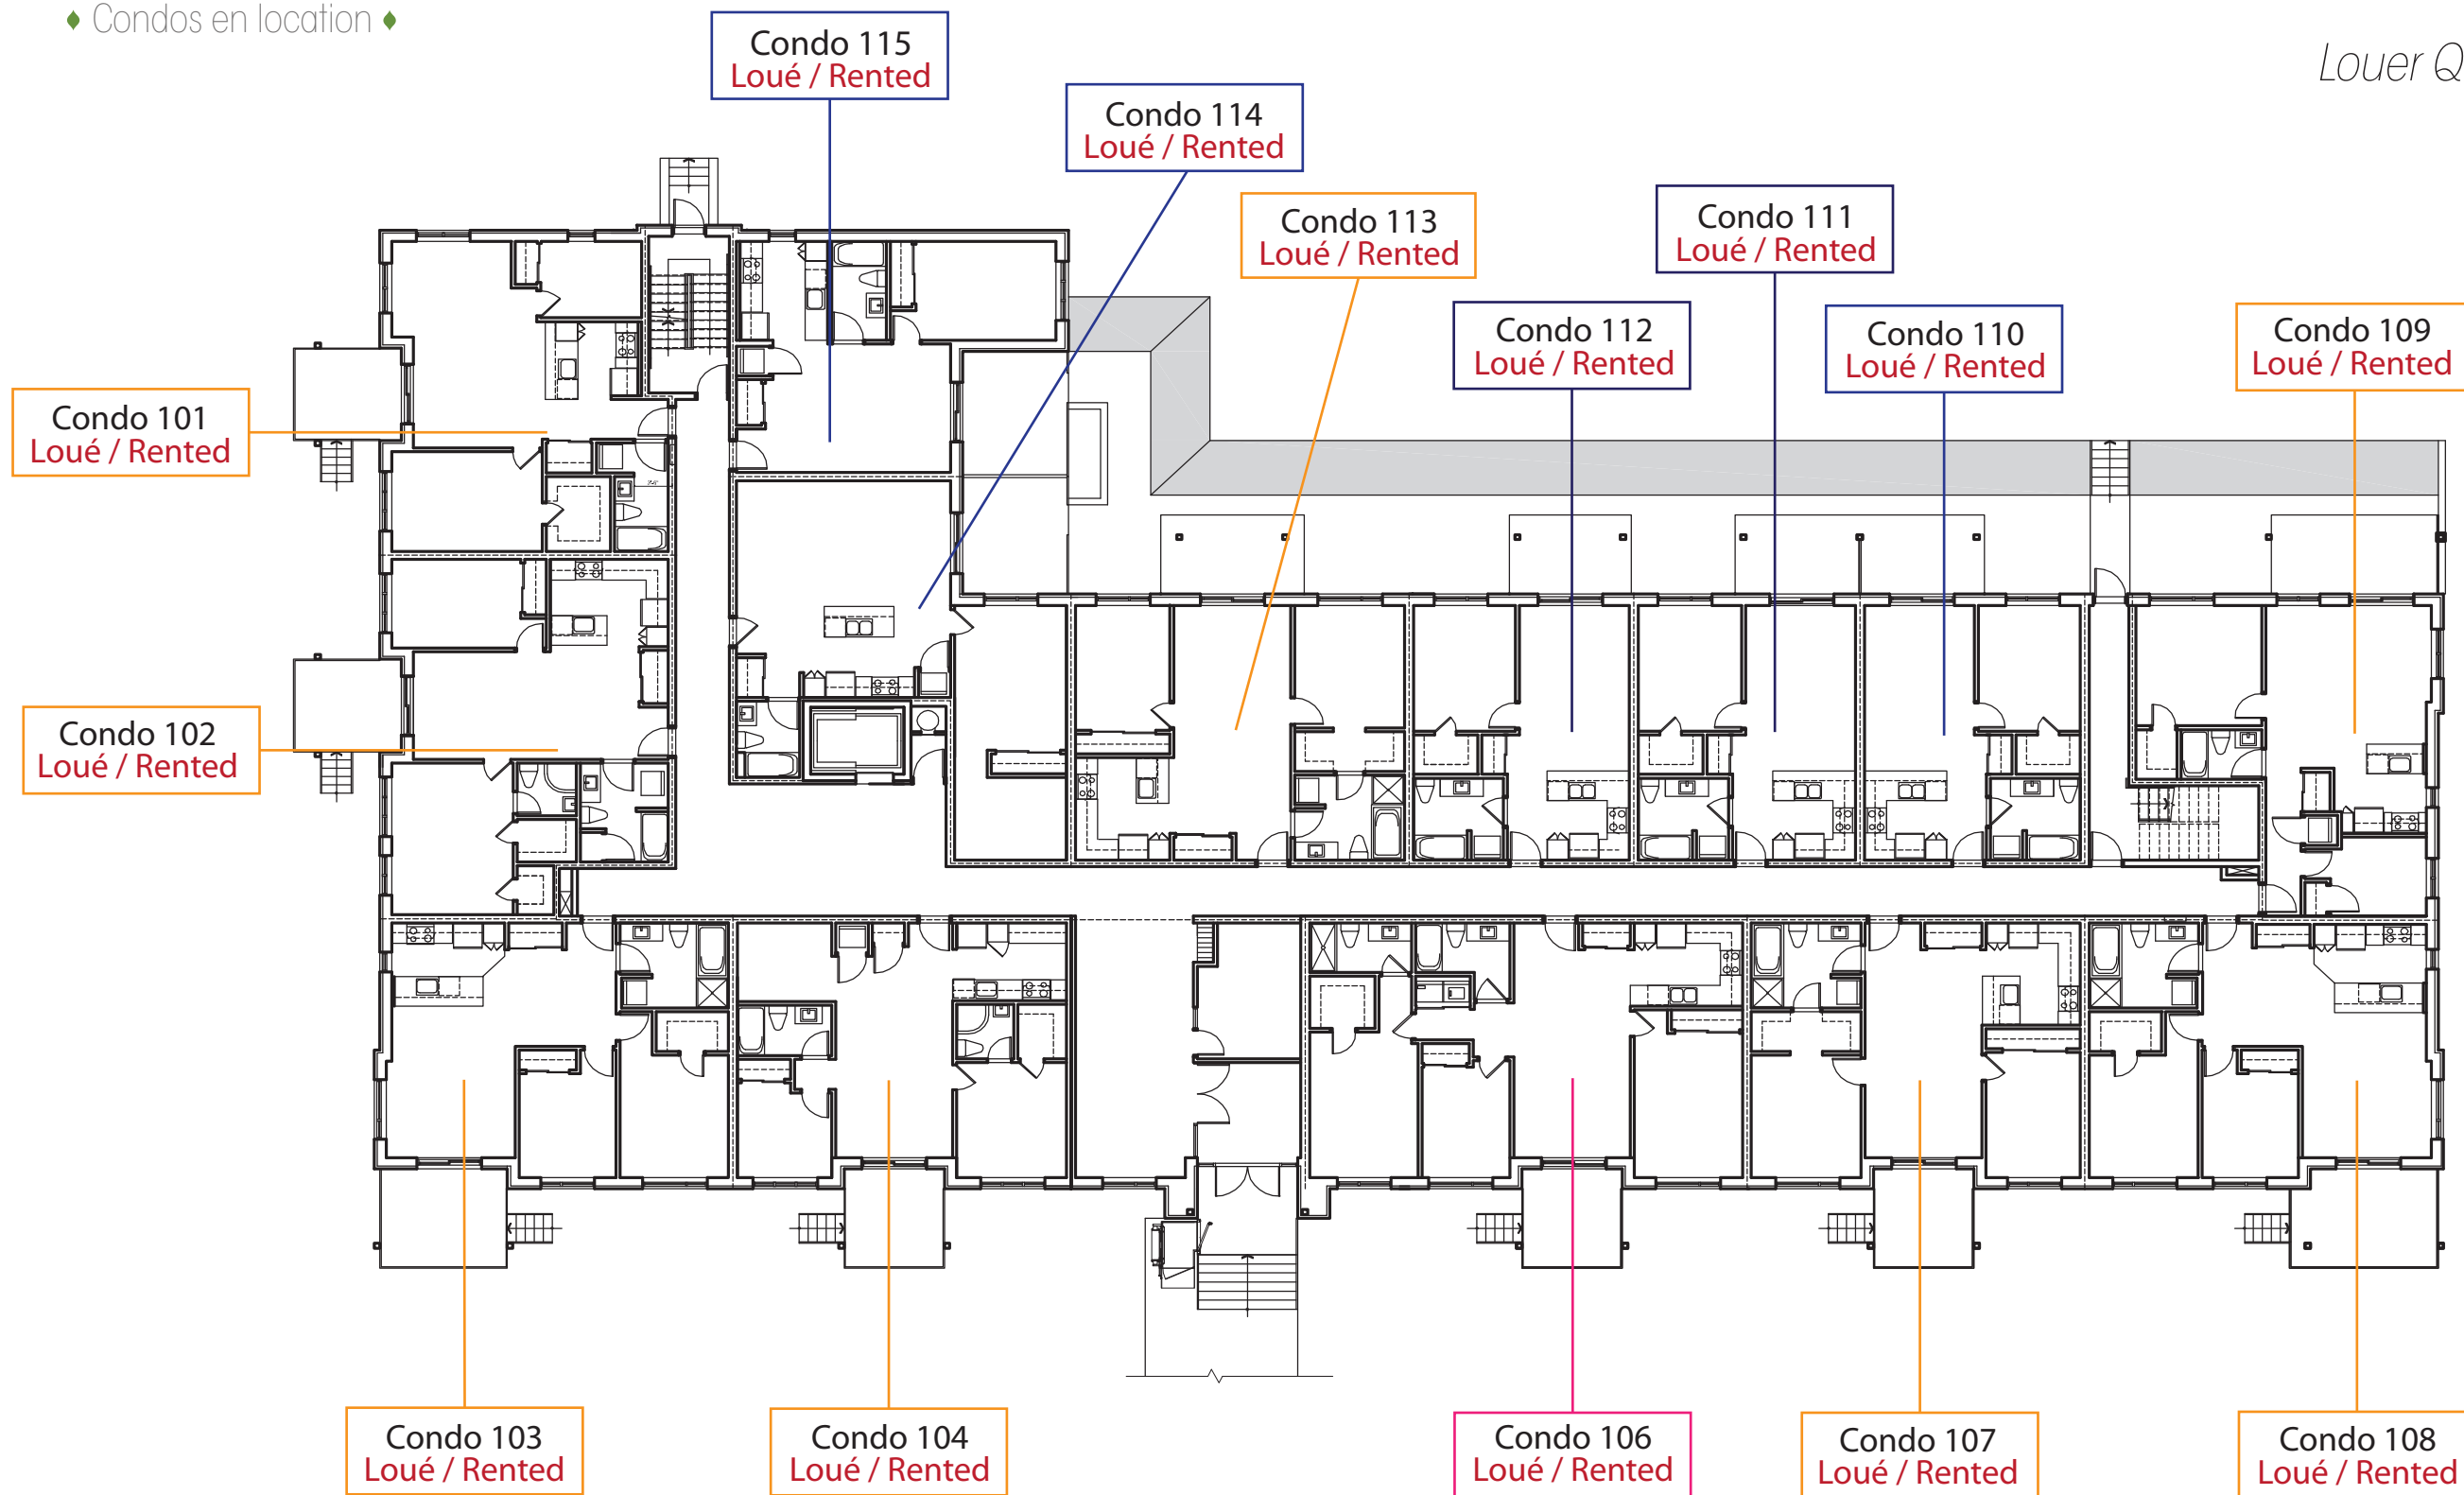 Condos en location
Louer Q
Condo 115
Loué / Rented
Condo 114
Loué / Rented
Condo 113
Loué / Rented
Condo 111
Loué / Rented
Condo 112
Loué / Rented
Condo 110
Loué / Rented
Condo 109
Loué / Rented
Condo 101
Loué / Rented
Condo 102
Loué / Rented
Condo 103
Loué / Rented
Condo 104
Loué / Rented
Condo 106
Loué / Rented
Condo 107
Loué / Rented
Condo 108
Loué / Rented